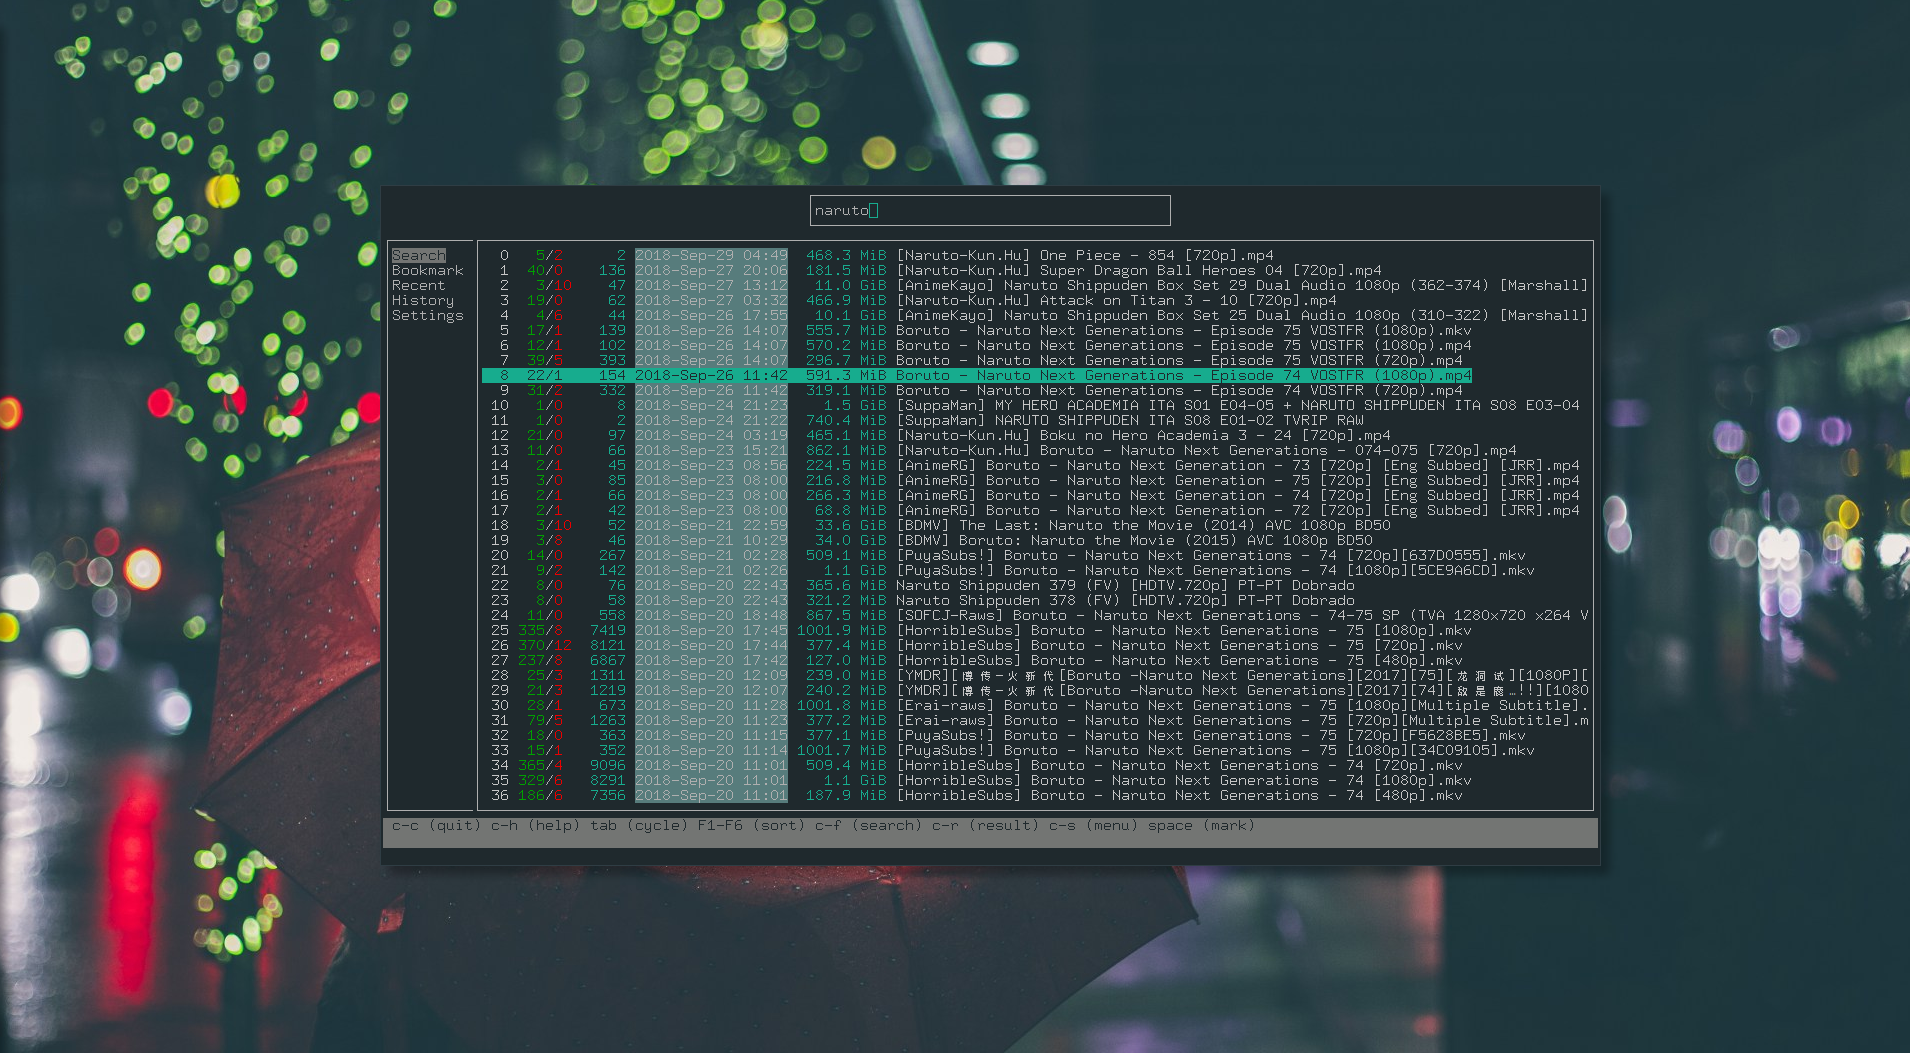 naruto
Search
Bookmark
Recent
History
Settings
0 5/2 2 2018-Sep-29 04:49 468.3 MiB [Naruto-Kun.Hu] One Piece - 854 [720p].mp4
1 40/0 136 2018-Sep-27 20:06 181.5 MiB [Naruto-Kun.Hu] Super Dragon Ball Heroes 04 [720p].mp4
2 3/10 47 2018-Sep-27 13:12 11.0 GiB [AnimeKayo] Naruto Shippuden Box Set 29 Dual Audio 1080p (362-374) [Marshall]
3 19/0 62 2018-Sep-27 03:32 466.9 MiB [Naruto-Kun.Hu] Attack on Titan 3 - 10 [720p].mp4
4 4/6 44 2018-Sep-26 17:55 10.1 GiB [AnimeKayo] Naruto Shippuden Box Set 25 Dual Audio 1080p (310-322) [Marshall]
5 17/1 139 2018-Sep-26 14:07 555.7 MiB Boruto - Naruto Next Generations - Episode 75 VOSTFR (1080p).mkv
6 12/1 102 2018-Sep-26 14:07 570.2 MiB Boruto - Naruto Next Generations - Episode 75 VOSTFR (1080p).mp4
7 39/5 393 2018-Sep-26 14:07 296.7 MiB Boruto - Naruto Next Generations - Episode 75 VOSTFR (720p).mp4
8 22/1 154 2018-Sep-26 11:42 591.3 MiB Boruto - Naruto Next Generations - Episode 74 VOSTFR (1080p).mp4
9 31/2 332 2018-Sep-26 11:42 319.1 MiB Boruto - Naruto Next Generations - Episode 74 VOSTFR (720p).mp4
10 1/0 8 2018-Sep-24 21:23 1.5 GiB [SuppaMan] MY HERO ACADEMIA ITA S01 E04-05 + NARUTO SHIPPUDEN ITA S08 E03-04
11 1/0 2 2018-Sep-24 21:22 740.4 MiB [SuppaMan] NARUTO SHIPPUDEN ITA S08 E01-02 TVRIP RAW
12 21/0 97 2018-Sep-24 03:19 465.1 MiB [Naruto-Kun.Hu] Boku no Hero Academia 3 - 24 [720p].mp4
13 11/0 66 2018-Sep-23 15:21 862.1 MiB [Naruto-Kun.Hu] Boruto - Naruto Next Generations - 074-075 [720p].mp4
14 2/1 45 2018-Sep-23 08:56 224.5 MiB [AnimeRG] Boruto - Naruto Next Generation - 73 [720p] [Eng Subbed] [JRR].mp4
15 3/0 85 2018-Sep-23 08:00 216.8 MiB [AnimeRG] Boruto - Naruto Next Generation - 75 [720p] [Eng Subbed] [JRR].mp4
16 2/1 66 2018-Sep-23 08:00 266.3 MiB [AnimeRG] Boruto - Naruto Next Generation - 74 [720p] [Eng Subbed] [JRR].mp4
17 2/1 42 2018-Sep-23 08:00 68.8 MiB [AnimeRG] Boruto - Naruto Next Generation - 72 [720p] [Eng Subbed] [JRR].mp4
18 3/10 52 2018-Sep-21 22:59 33.6 GiB [BDMV] The Last: Naruto the Movie (2014) AVC 1080p BD50
19 3/8 46 2018-Sep-21 10:29 34.0 GiB [BDMV] Boruto: Naruto the Movie (2015) AVC 1080p BD50
20 14/0 267 2018-Sep-21 02:28 509.1 MiB [PuyaSubs!] Boruto - Naruto Next Generations - 74 [720p][637D0555].mkv
21 9/2 142 2018-Sep-21 02:26 1.1 GiB [PuyaSubs!] Boruto - Naruto Next Generations - 74 [1080p][5CE9A6CD].mkv
22 8/0 76 2018-Sep-20 22:43 365.6 MiB Naruto Shippuden 379 (FV) [HDTV.720p] PT-PT Dobrado
23 8/0 58 2018-Sep-20 22:43 321.2 MiB Naruto Shippuden 378 (FV) [HDTV.720p] PT-PT Dobrado
24 11/0 558 2018-Sep-20 18:48 867.5 MiB [SOFCJ-Raws] Boruto - Naruto Next Generations - 74-75 SP (TVA 1280x720 x264 V
25 335/8 7419 2018-Sep-20 17:45 1001.9 MiB [HorribleSubs] Boruto - Naruto Next Generations - 75 [1080p].mkv
26 370/12 8121 2018-Sep-20 17:44 377.4 MiB [HorribleSubs] Boruto - Naruto Next Generations - 75 [720p].mkv
27 237/8 6867 2018-Sep-20 17:42 127.0 MiB [HorribleSubs] Boruto - Naruto Next Generations - 75 [480p].mkv
28 25/3 1311 2018-Sep-20 12:09 239.0 MiB [YMDR][博传-火新代[Boruto -Naruto Next Generations][2017][75][龙洞试][1080P][
29 21/3 1219 2018-Sep-20 12:07 240.2 MiB [YMDR][博传-火新代[Boruto -Naruto Next Generations][2017][74][敌是…!!][1080
30 28/1 673 2018-Sep-20 11:28 1001.8 MiB [Erai-raws] Boruto - Naruto Next Generations - 75 [1080p][Multiple Subtitle].
31 79/5 1263 2018-Sep-20 11:23 377.2 MiB [Erai-raws] Boruto - Naruto Next Generations - 75 [720p][Multiple Subtitle].m
32 18/0 363 2018-Sep-20 11:15 377.1 MiB [PuyaSubs!] Boruto - Naruto Next Generations - 75 [720p][F5628BE5].mkv
33 15/1 352 2018-Sep-20 11:14 1001.7 MiB [PuyaSubs!] Boruto - Naruto Next Generations - 75 [1080p][34C09105].mkv
34 365/4 9096 2018-Sep-20 11:01 509.4 MiB [HorribleSubs] Boruto - Naruto Next Generations - 74 [720p].mkv
35 329/6 8291 2018-Sep-20 11:01 1.1 GiB [HorribleSubs] Boruto - Naruto Next Generations - 74 [1080p].mkv
36 186/6 7356 2018-Sep-20 11:01 187.9 MiB [HorribleSubs] Boruto - Naruto Next Generations - 74 [480p].mkv
c-c (quit) c-h (help) tab (cycle) F1-F6 (sort) c-f (search) c-r (result) c-s (menu) space (mark)